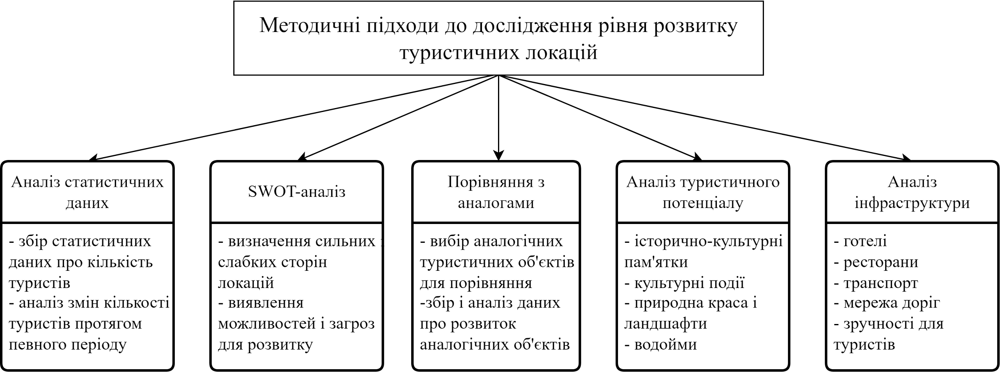 Методичні підходи до дослідження рівня розвитку
туристичних локацій
Аналіз статистичних
даних
- збір статистичних
даних про кількість
туристів
- аналіз змін кількості
туристів протягом
певного періоду
SWOT-аналіз
- визначення сильних і
слабких сторін
локацій
- виявлення
можливостей і загроз
для розвитку
Порівняння з
аналогами
- вибір аналогічних
туристичних об'єктів
для порівняння
-збір і аналіз даних
про розвиток
аналогічних об'єктів
Аналіз туристичного
потенціалу
- історично-культурні
пам'ятки
- культурні події
- природна краса і
ландшафти
- водойми
Аналіз
інфраструктури
- готелі
- ресторани
- транспорт
- мережа доріг
- зручності для
туристів